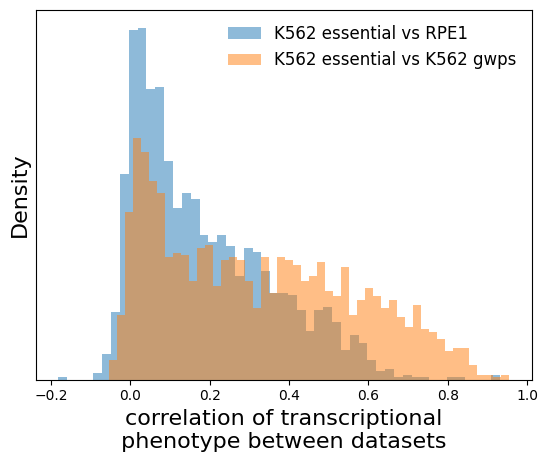 K562 essential vs RPE1
K562 essential vs K562 gwps
Density
−0.2 0.0 0.2 0.4 0.6 0.8 1.0
correlation of transcriptional
phenotype between datasets